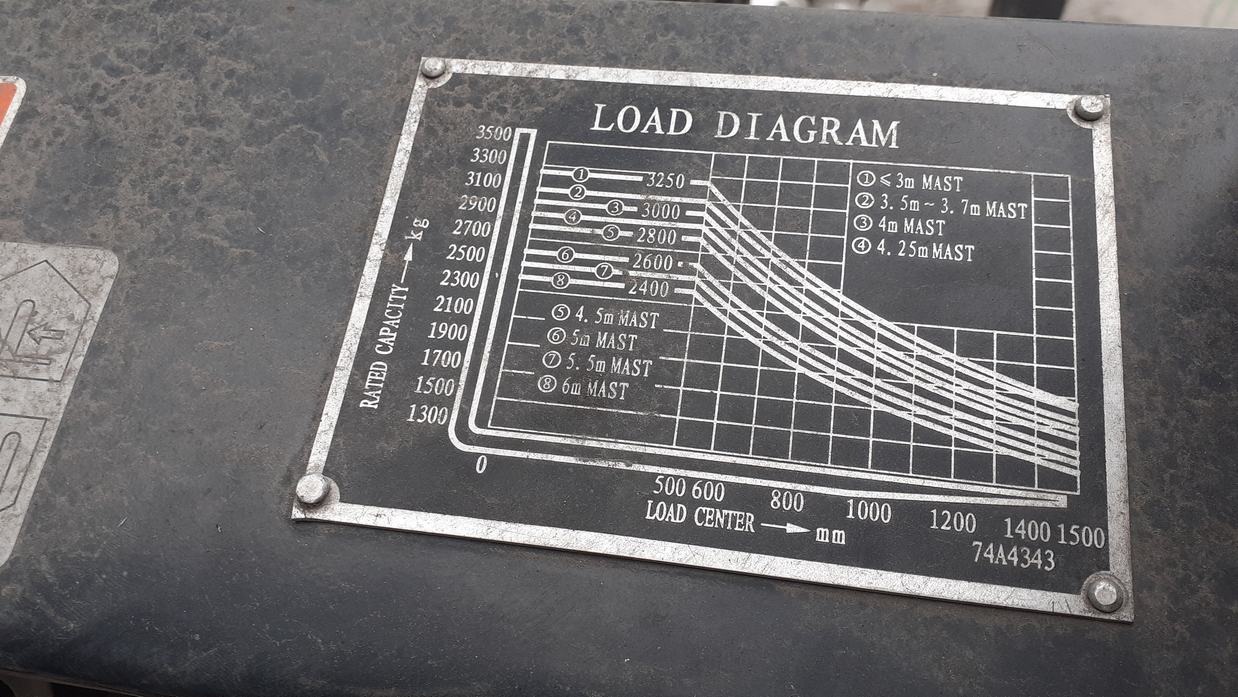 LOAD DIAGRAM
3500
3300
3100
2900
2700
2500
2300
2100
1900
1700
1500
1300
RATED CAPACITY → kg
① 3250
②
③ 3000
④
⑤ 2800
⑥ 2600
⑦
⑧ 2400
① ≤ 3m MAST
② 3.5m ~ 3.7m MAST
③ 4m MAST
④ 4.25m MAST
⑤ 4.5m MAST
⑥ 5m MAST
⑦ 5.5m MAST
⑧ 6m MAST
0 500 600 800 1000 1200 1400 1500
LOAD CENTER → mm
74A4343